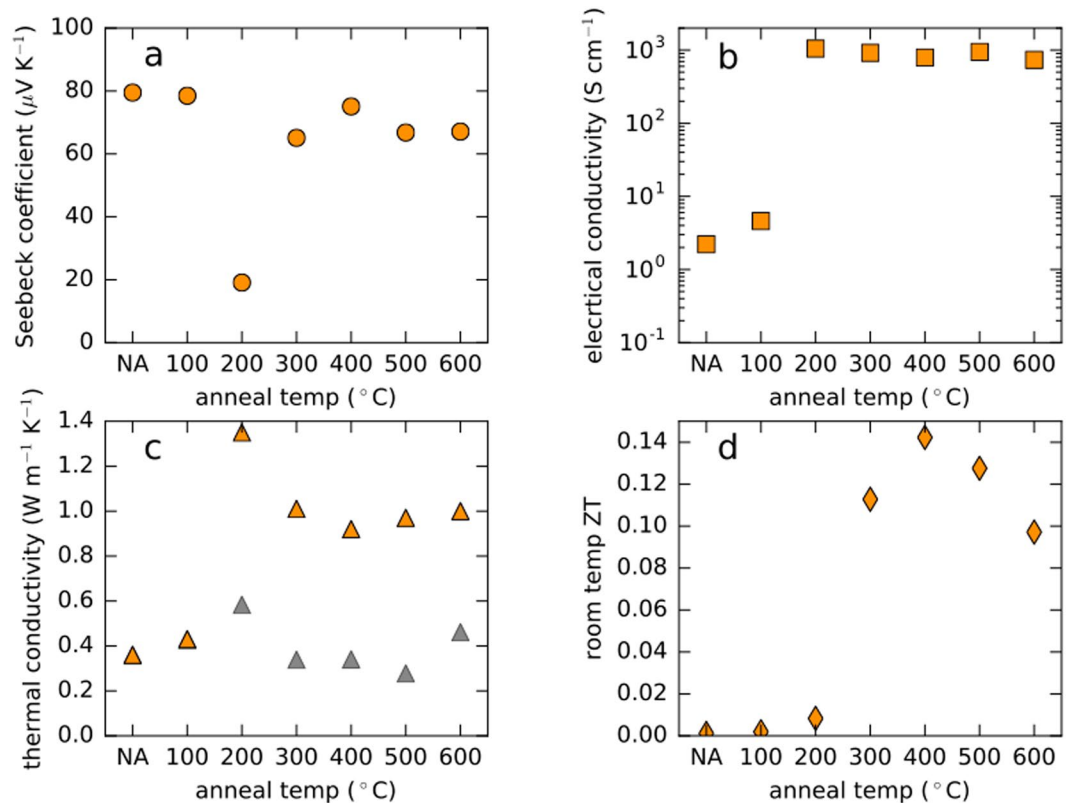 a
Seebeck coefficient (μV K⁻¹)
100
80
60
40
20
0
NA 100 200 300 400 500 600
anneal temp (°C)
b
elecrtical conductivity (S cm⁻¹)
10³
10²
10¹
10⁰
10⁻¹
NA 100 200 300 400 500 600
anneal temp (°C)
c
thermal conductivity (W m⁻¹ K⁻¹)
1.4
1.2
1.0
0.8
0.6
0.4
0.2
0.0
NA 100 200 300 400 500 600
anneal temp (°C)
d
room temp ZT
0.14
0.12
0.10
0.08
0.06
0.04
0.02
0.00
NA 100 200 300 400 500 600
anneal temp (°C)